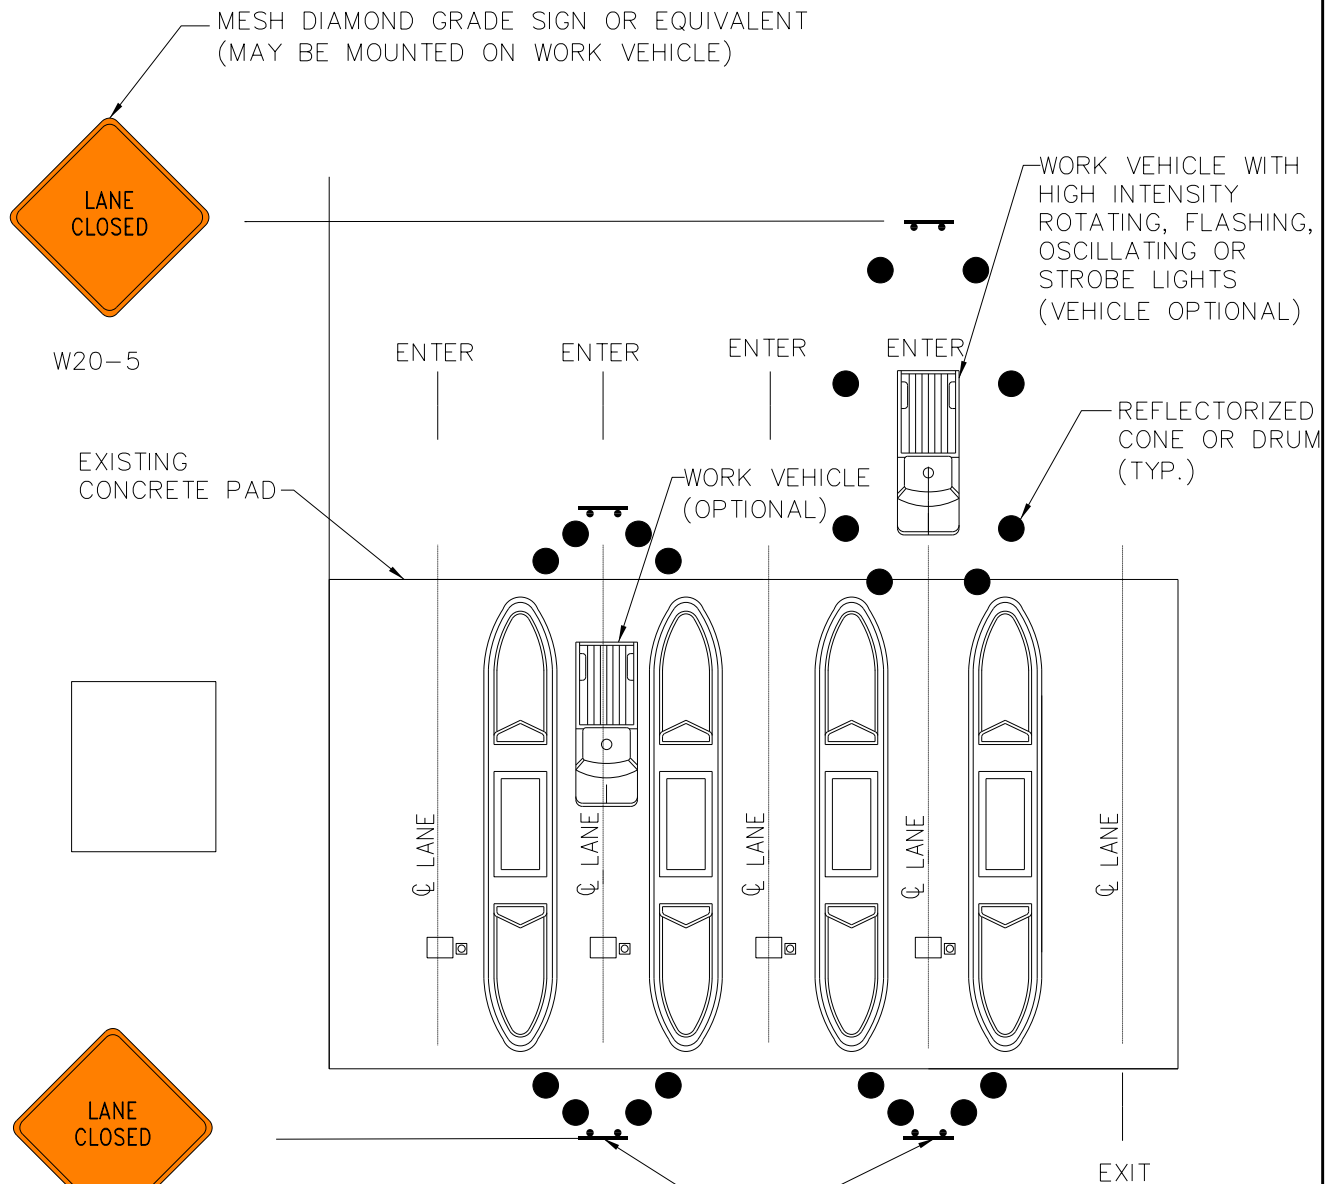 MESH DIAMOND GRADE SIGN OR EQUIVALENT
(MAY BE MOUNTED ON WORK VEHICLE)
LANE
CLOSED
W20-5
WORK VEHICLE WITH
HIGH INTENSITY
ROTATING, FLASHING,
OSCILLATING OR
STROBE LIGHTS
(VEHICLE OPTIONAL)
ENTER
ENTER
ENTER
ENTER
REFLECTORIZED
CONE OR DRUM
(TYP.)
EXISTING
CONCRETE PAD
WORK VEHICLE
(OPTIONAL)
℄ LANE
℄ LANE
℄ LANE
℄ LANE
℄ LANE
LANE
CLOSED
EXIT